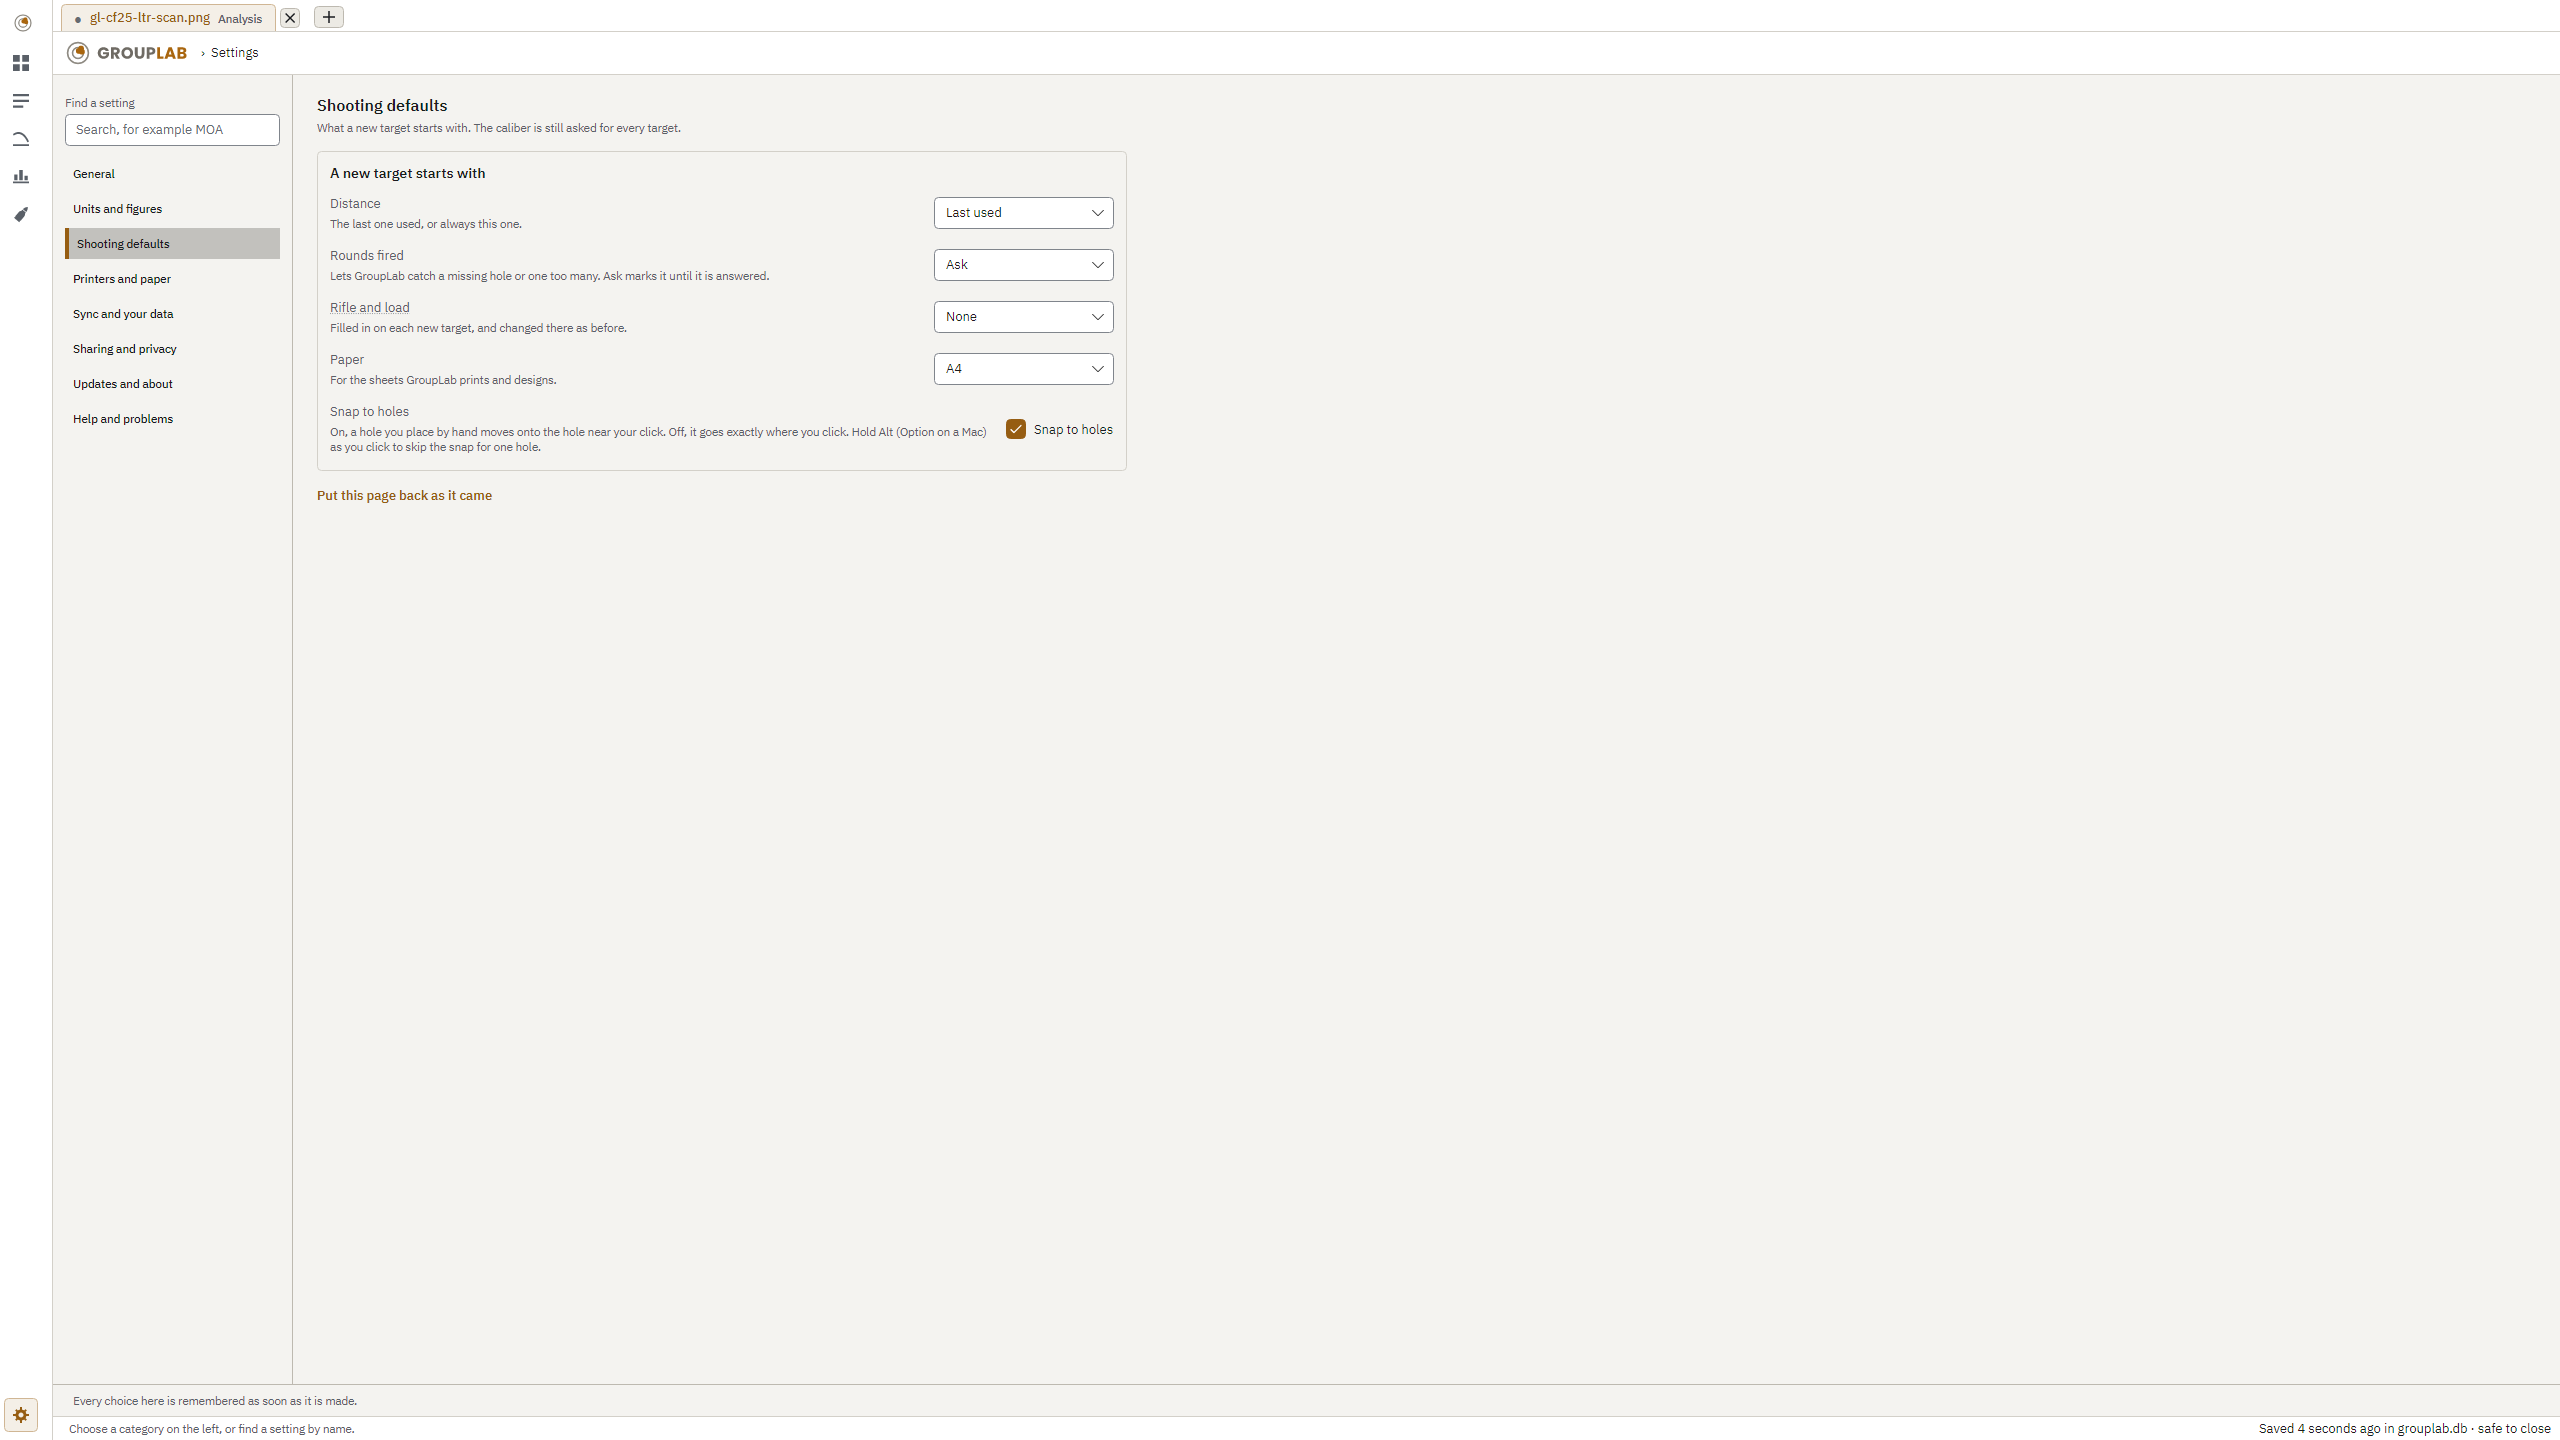 gl-cf25-ltr-scan.png Analysis
GROUPLAB › Settings
Find a setting
Search, for example MOA
General
Units and figures
Shooting defaults
Printers and paper
Sync and your data
Sharing and privacy
Updates and about
Help and problems
Shooting defaults
What a new target starts with. The caliber is still asked for every target.
A new target starts with
Distance
The last one used, or always this one.
Last used
Rounds fired
Lets GroupLab catch a missing hole or one too many. Ask marks it until it is answered.
Ask
Rifle and load
Filled in on each new target, and changed there as before.
None
Paper
For the sheets GroupLab prints and designs.
A4
Snap to holes
On, a hole you place by hand moves onto the hole near your click. Off, it goes exactly where you click. Hold Alt (Option on a Mac)
as you click to skip the snap for one hole.
Snap to holes
Put this page back as it came
Every choice here is remembered as soon as it is made.
Choose a category on the left, or find a setting by name.
Saved 4 seconds ago in grouplab.db · safe to close